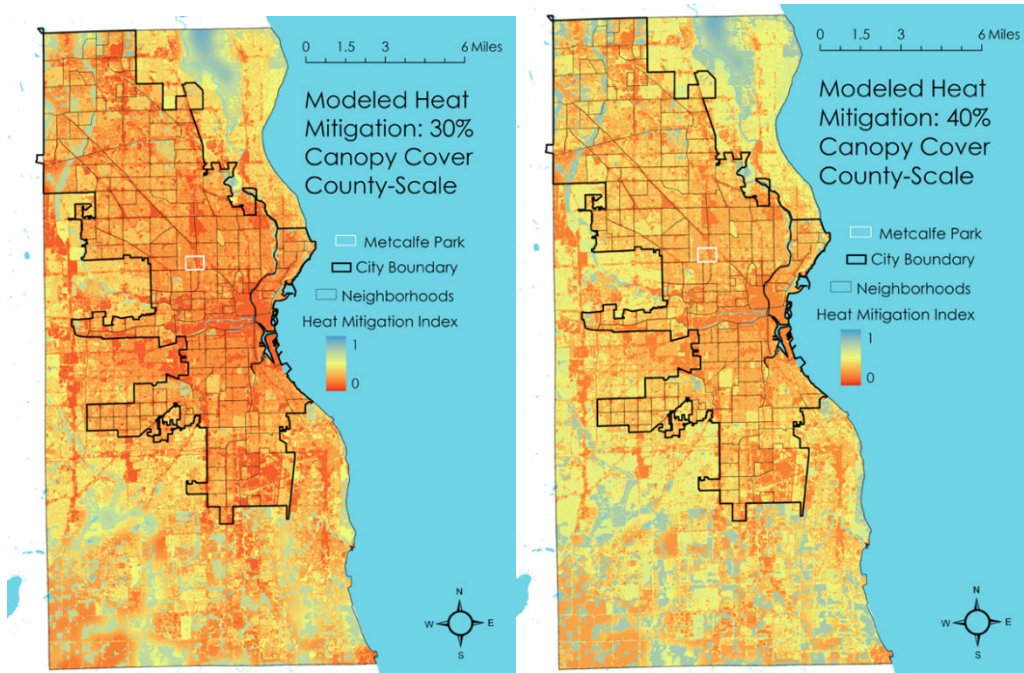 0 1.5 3 6 Miles
Modeled Heat
Mitigation: 30%
Canopy Cover
County-Scale
Metcalfe Park
City Boundary
Neighborhoods
Heat Mitigation Index
1
0
N
W E
S
0 1.5 3 6 Miles
Modeled Heat
Mitigation: 40%
Canopy Cover
County-Scale
Metcalfe Park
City Boundary
Neighborhoods
Heat Mitigation Index
1
0
N
W E
S